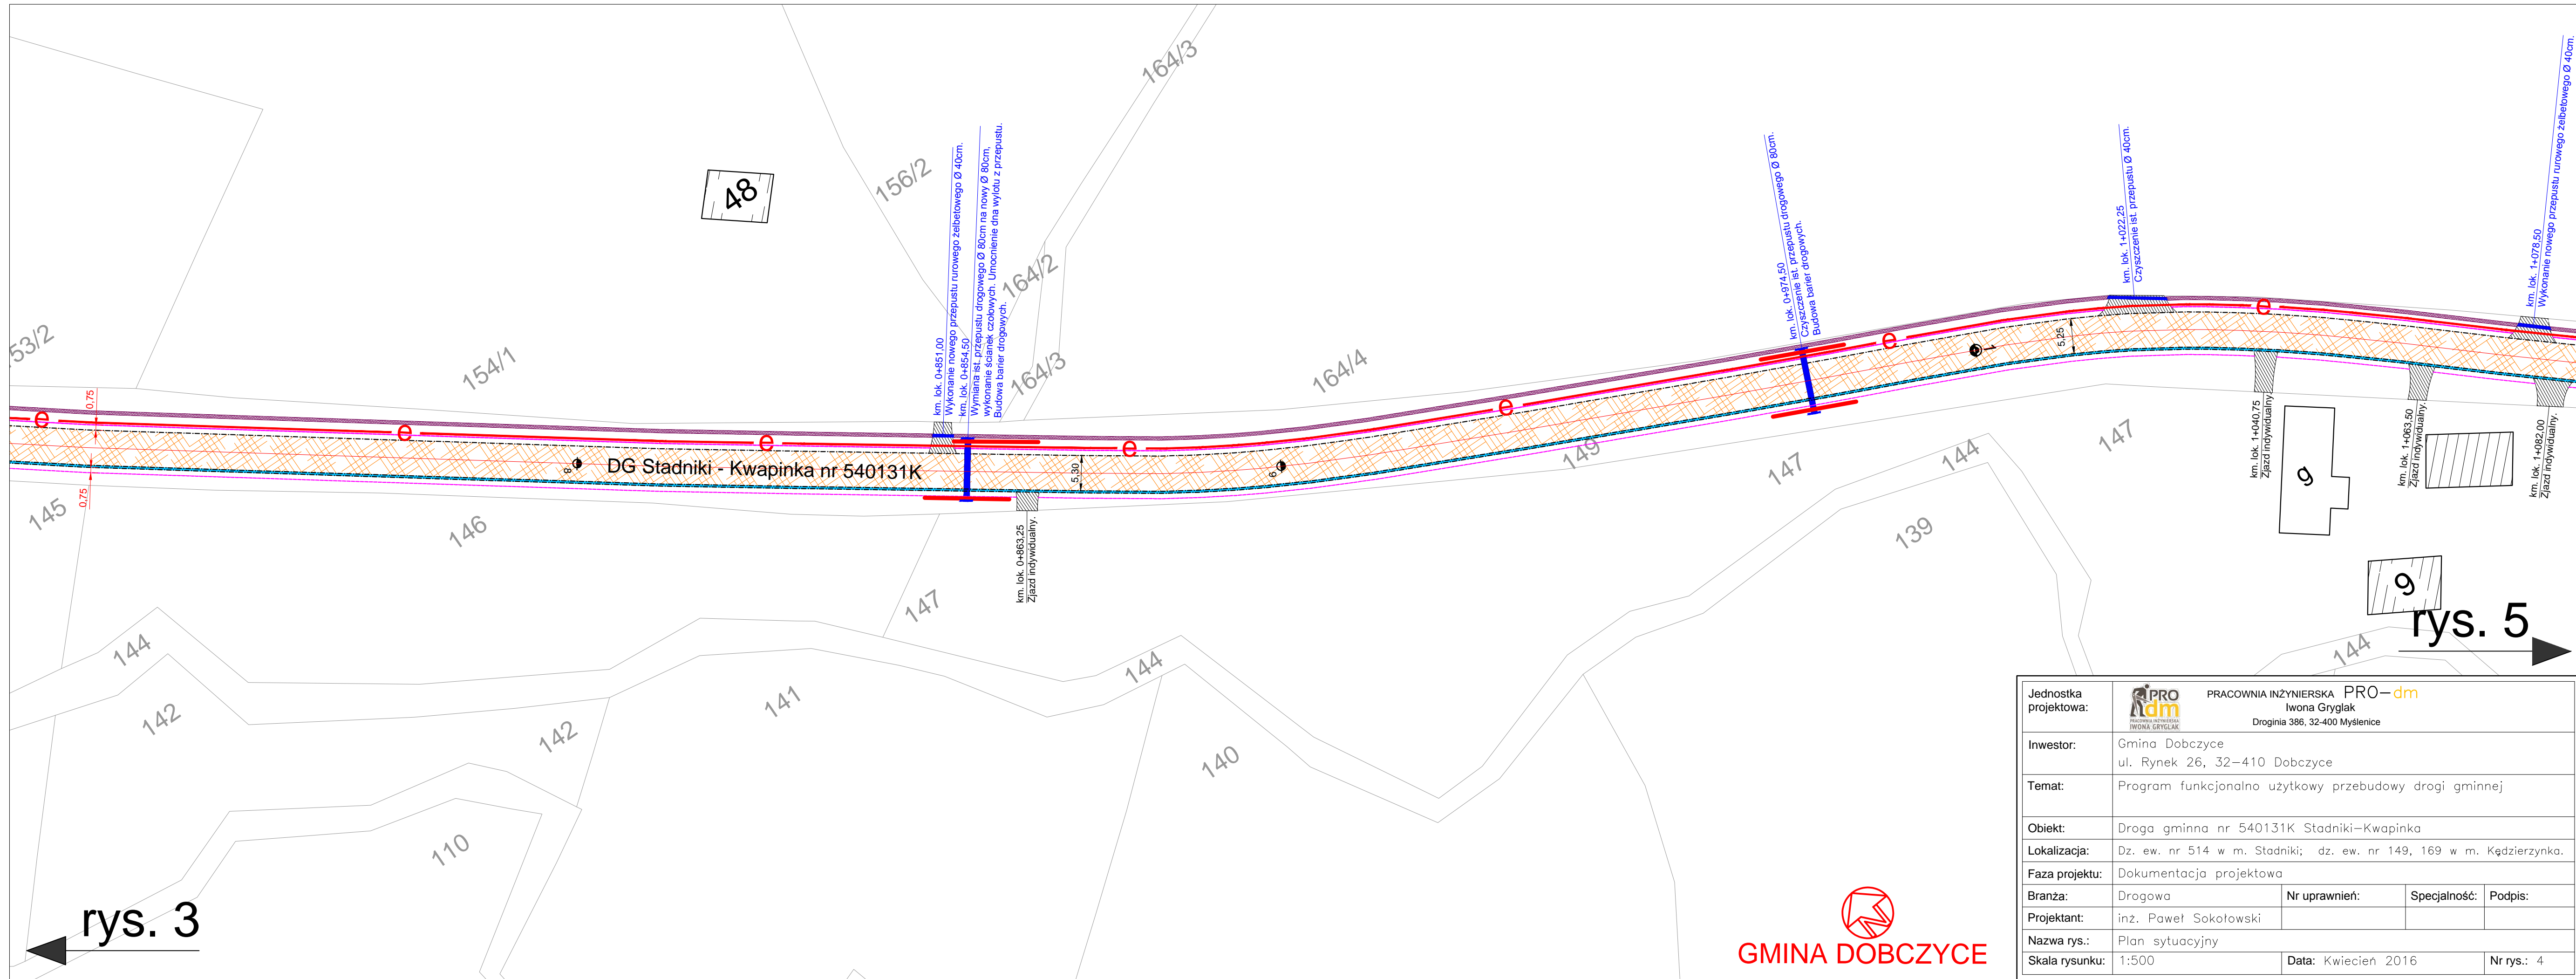 164/3
156/2
48
164/2
53/2
154/1
164/3
164/4
km. lok. 0+851,00
Wykonanie nowego przepustu rurowego żelbetowego Ø 40cm.
km. lok. 0+854,50
Wymiana ist. przepustu drogowego Ø 80cm na nowy Ø 80cm,
wykonanie ścianek czołowych. Umocnienie dna wylotu z przepustu.
Budowa barier drogowych.
km. lok. 0+974,50
Czyszczenie ist. przepustu drogowego Ø 80cm.
Budowa barier drogowych.
km. lok. 1+022,25
Czyszczenie ist. przepustu Ø 40cm.
km. lok. 1+078,50
Wykonanie nowego przepustu rurowego żelbetowego Ø 40cm.
0,75
e
e
e
e
e
e
e
8
DG Stadniki - Kwapinka nr 540131K
5,30
9
1
5,25
0,75
145
146
147
149
147
144
147
139
km. lok. 0+863,25
Zjazd indywidualny.
km. lok. 1+040,75
Zjazd indywidualny.
km. lok. 1+063,50
Zjazd indywidualny.
km. lok. 1+082,00
Zjazd indywidualny.
g
9
144
142
142
141
144
140
110
144
rys. 5
rys. 3
GMINA DOBCZYCE
Jednostka
projektowa:
PRO
dm
PRACOWNIA INŻYNIERSKA
IWONA GRYGLAK
PRACOWNIA INŻYNIERSKA PRO-dm
Iwona Gryglak
Droginia 386, 32-400 Myślenice
Inwestor: Gmina Dobczyce
ul. Rynek 26, 32-410 Dobczyce
Temat: Program funkcjonalno użytkowy przebudowy drogi gminnej
Obiekt: Droga gminna nr 540131K Stadniki-Kwapinka
Lokalizacja: Dz. ew. nr 514 w m. Stadniki; dz. ew. nr 149, 169 w m. Kędzierzynka.
Faza projektu: Dokumentacja projektowa
Branża: Drogowa Nr uprawnień: Specjalność: Podpis:
Projektant: inż. Paweł Sokołowski
Nazwa rys.: Plan sytuacyjny
Skala rysunku: 1:500 Data: Kwiecień 2016 Nr rys.: 4